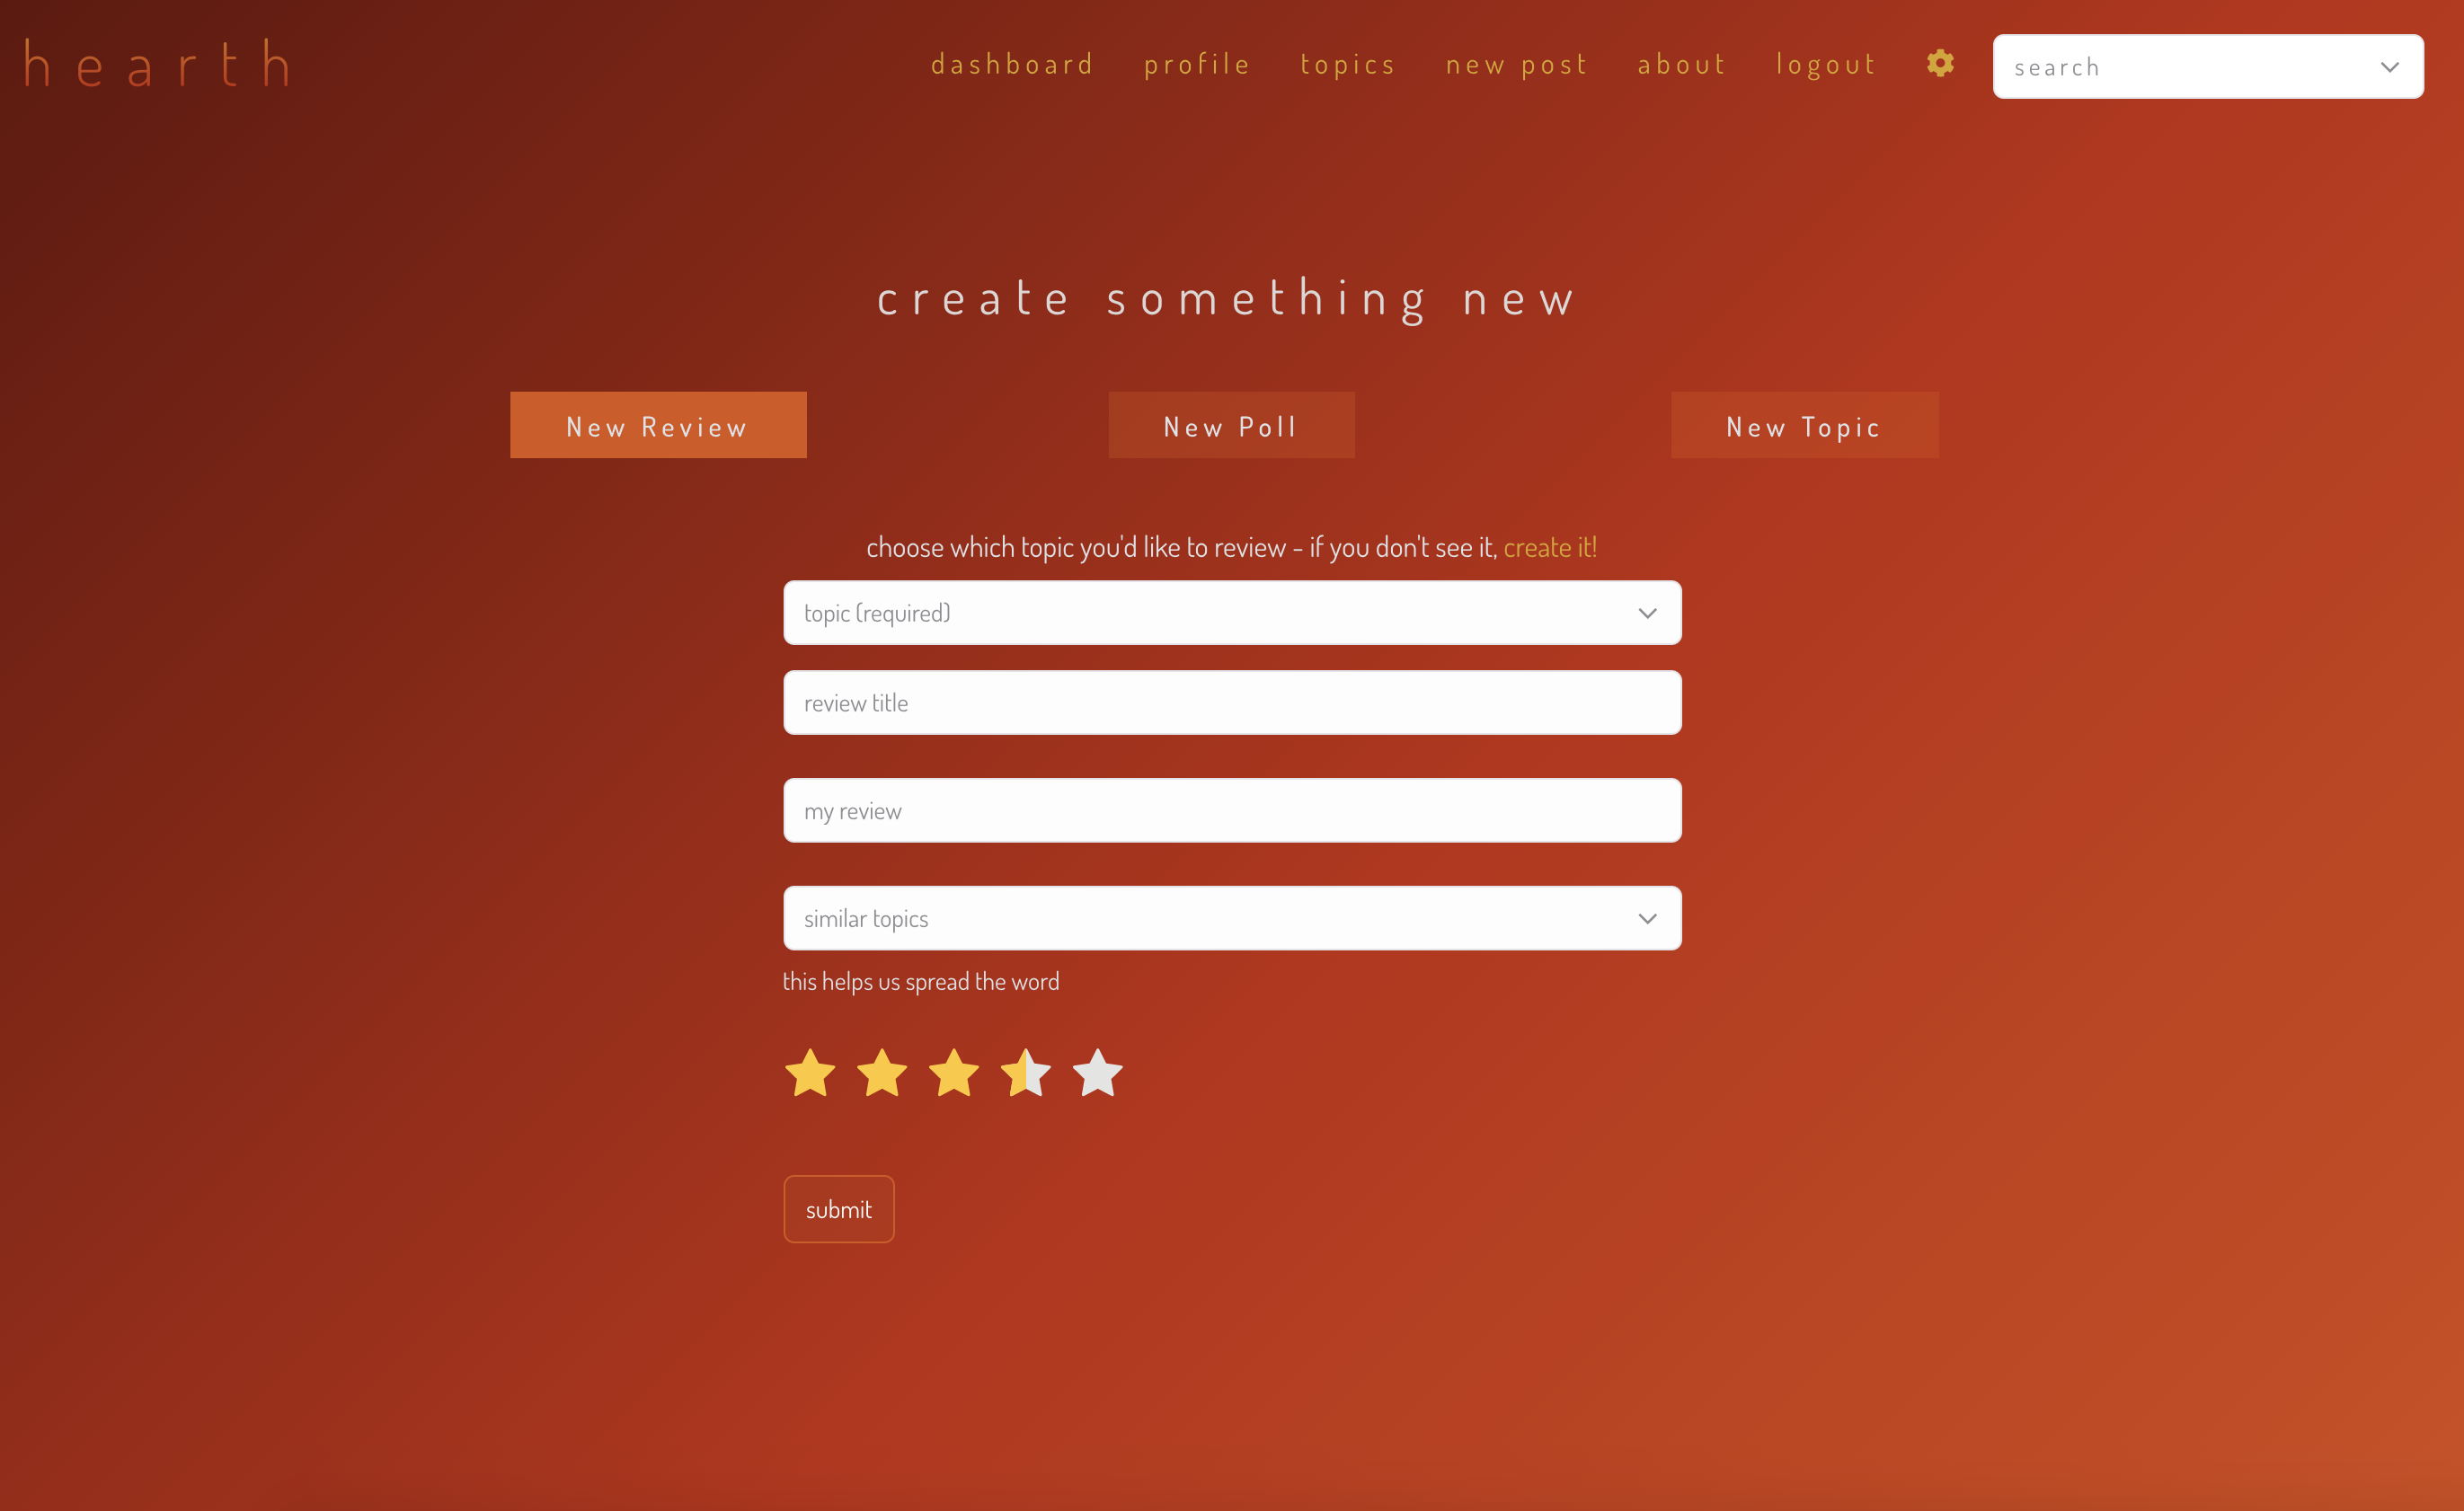 hearth
dashboard profile topics new post about logout search
create something new
New Review New Poll New Topic
choose which topic you'd like to review - if you don't see it, create it!
topic (required)
review title
my review
similar topics
this helps us spread the word
submit